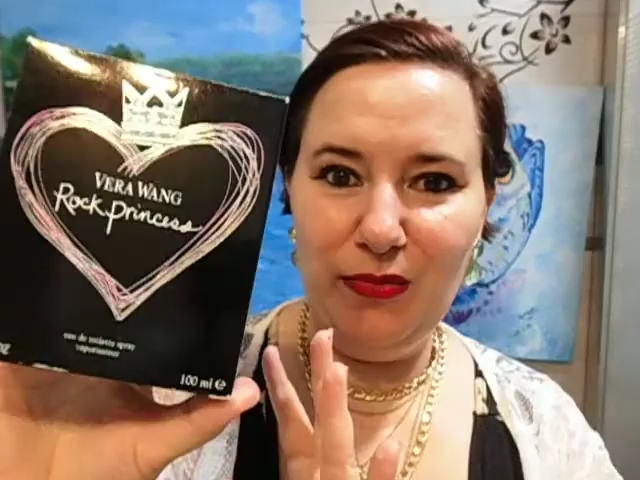 VERA WANG
Rock Princess
eau de toilette spray
vaporisateur
100 ml e